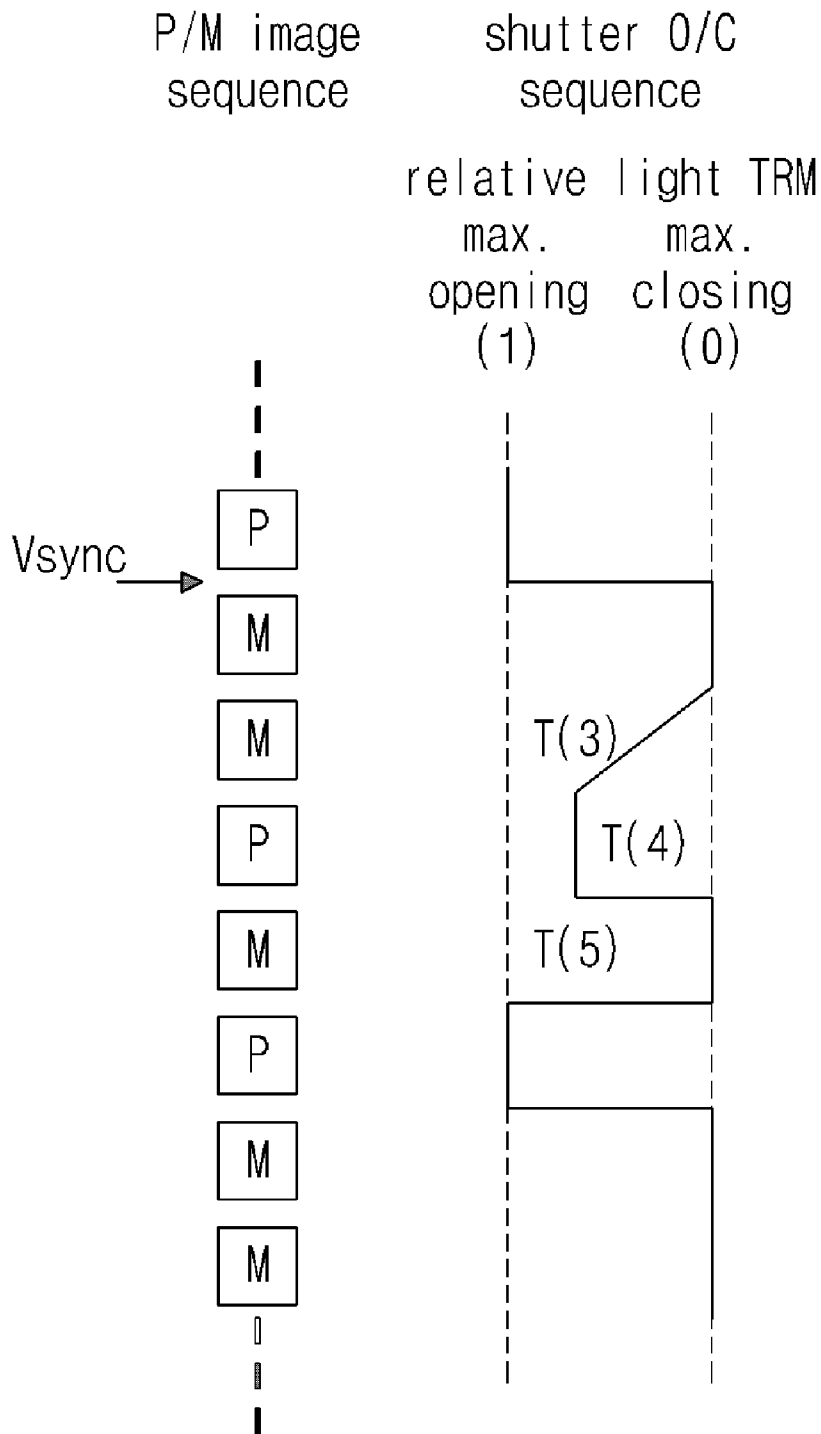 P/M image
sequence
shutter O/C
sequence
relative light TRM
max.
opening
(1)
max.
closing
(0)
P
Vsync
M
M
T(3)
P
T(4)
M
T(5)
P
M
M